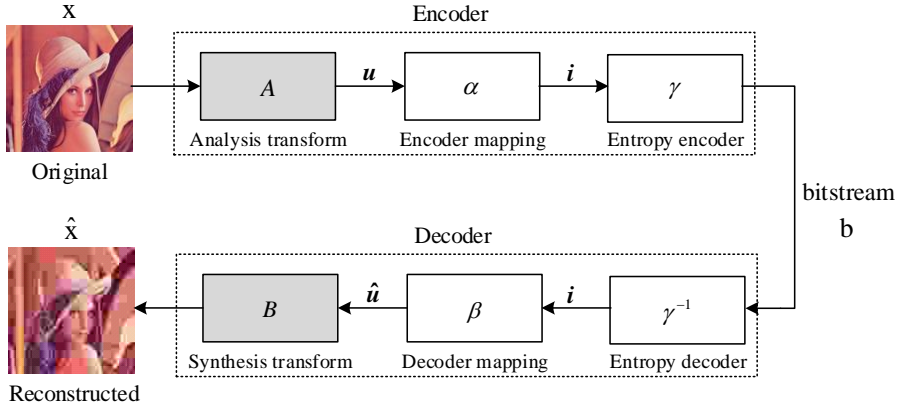 x
Encoder
A
u
α
i
γ
Analysis transform
Encoder mapping
Entropy encoder
Original
bitstream
b
x̂
Decoder
B
û
β
i
γ⁻¹
Synthesis transform
Decoder mapping
Entropy decoder
Reconstructed